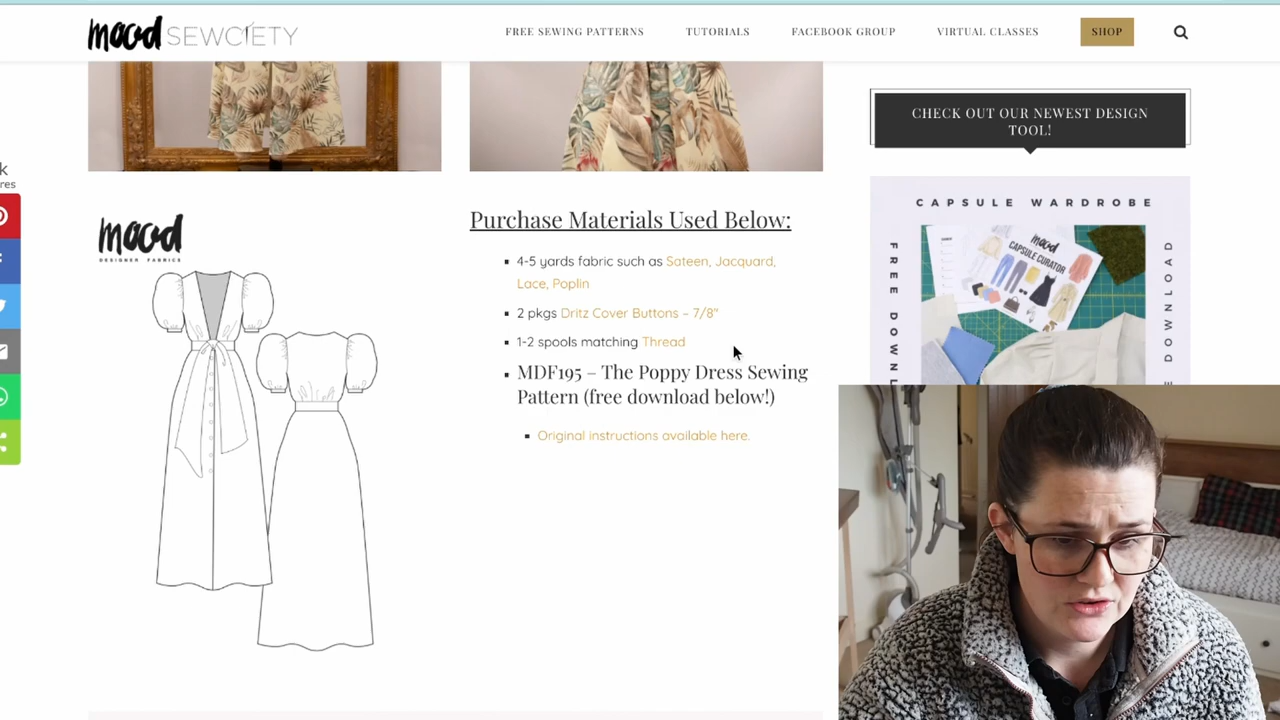 mood SEWCIETY
FREE SEWING PATTERNS
TUTORIALS
FACEBOOK GROUP
VIRTUAL CLASSES
SHOP
k
res
mood
DESIGNER FABRICS
Purchase Materials Used Below:
4-5 yards fabric such as Sateen, Jacquard,
Lace, Poplin
2 pkgs Dritz Cover Buttons – 7/8"
1-2 spools matching Thread
MDF195 – The Poppy Dress Sewing
Pattern (free download below!)
Original instructions available here.
CHECK OUT OUR NEWEST DESIGN
TOOL!
CAPSULE WARDROBE
FREE DOWNL
mood
CAPSULE CURATOR
E DOWNLOAD